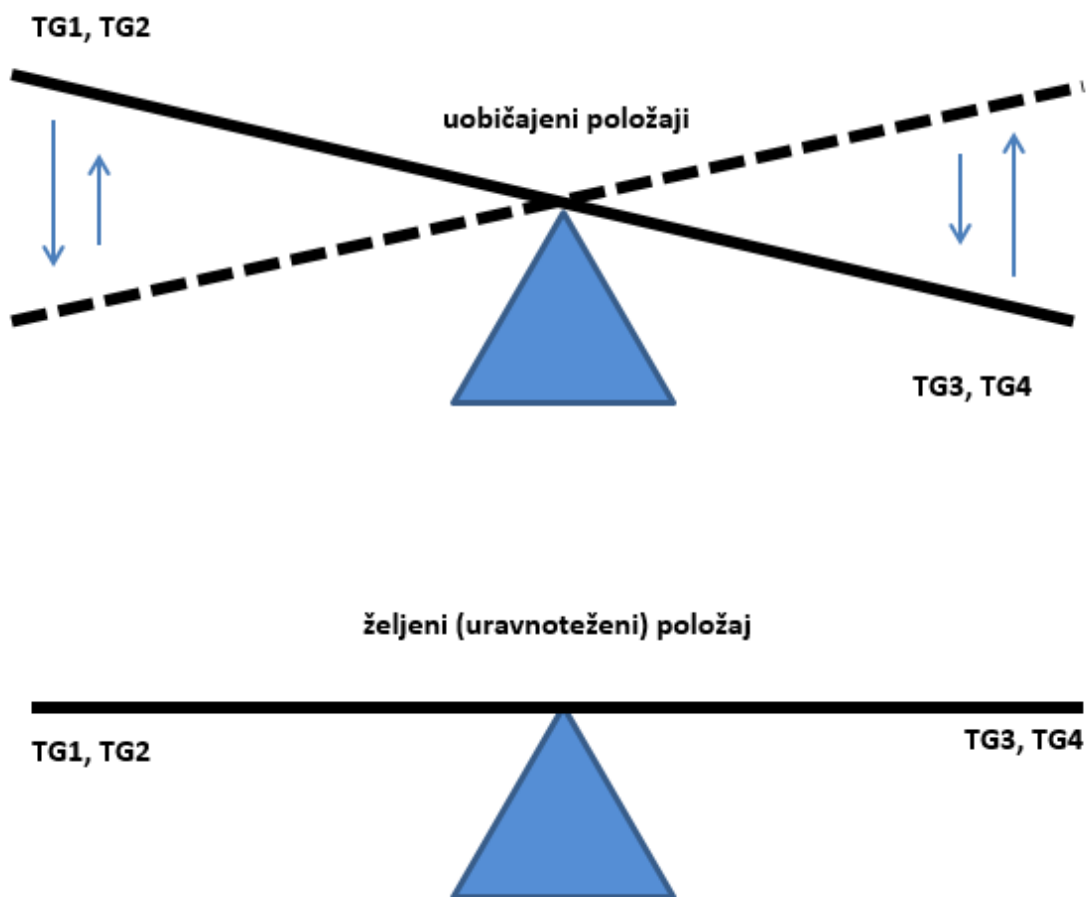 TG1, TG2
uobičajeni položaji
TG3, TG4
željeni (uravnoteženi) položaj
TG1, TG2
TG3, TG4